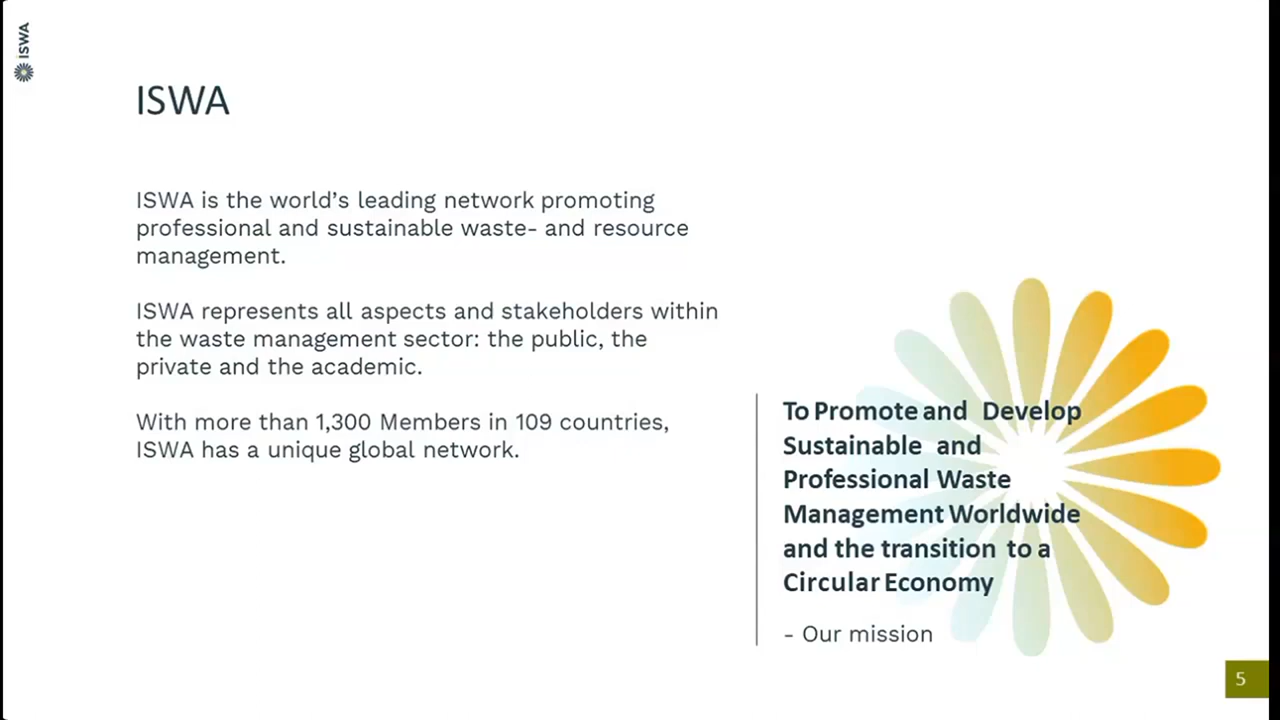 ISWA
ISWA
ISWA is the world’s leading network promoting
professional and sustainable waste- and resource
management.
ISWA represents all aspects and stakeholders within
the waste management sector: the public, the
private and the academic.
With more than 1,300 Members in 109 countries,
ISWA has a unique global network.
To Promote and Develop
Sustainable and
Professional Waste
Management Worldwide
and the transition to a
Circular Economy
- Our mission
5